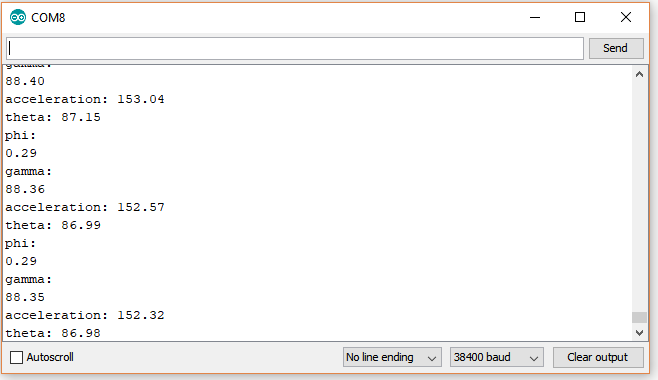 COM8
Send
gamma:
88.40
acceleration: 153.04
theta: 87.15
phi:
0.29
gamma:
88.36
acceleration: 152.57
theta: 86.99
phi:
0.29
gamma:
88.35
acceleration: 152.32
theta: 86.98
Autoscroll
No line ending
38400 baud
Clear output